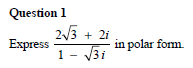 Question 1
Express (2√3 + 2i)/(1 − √3i) in polar form.